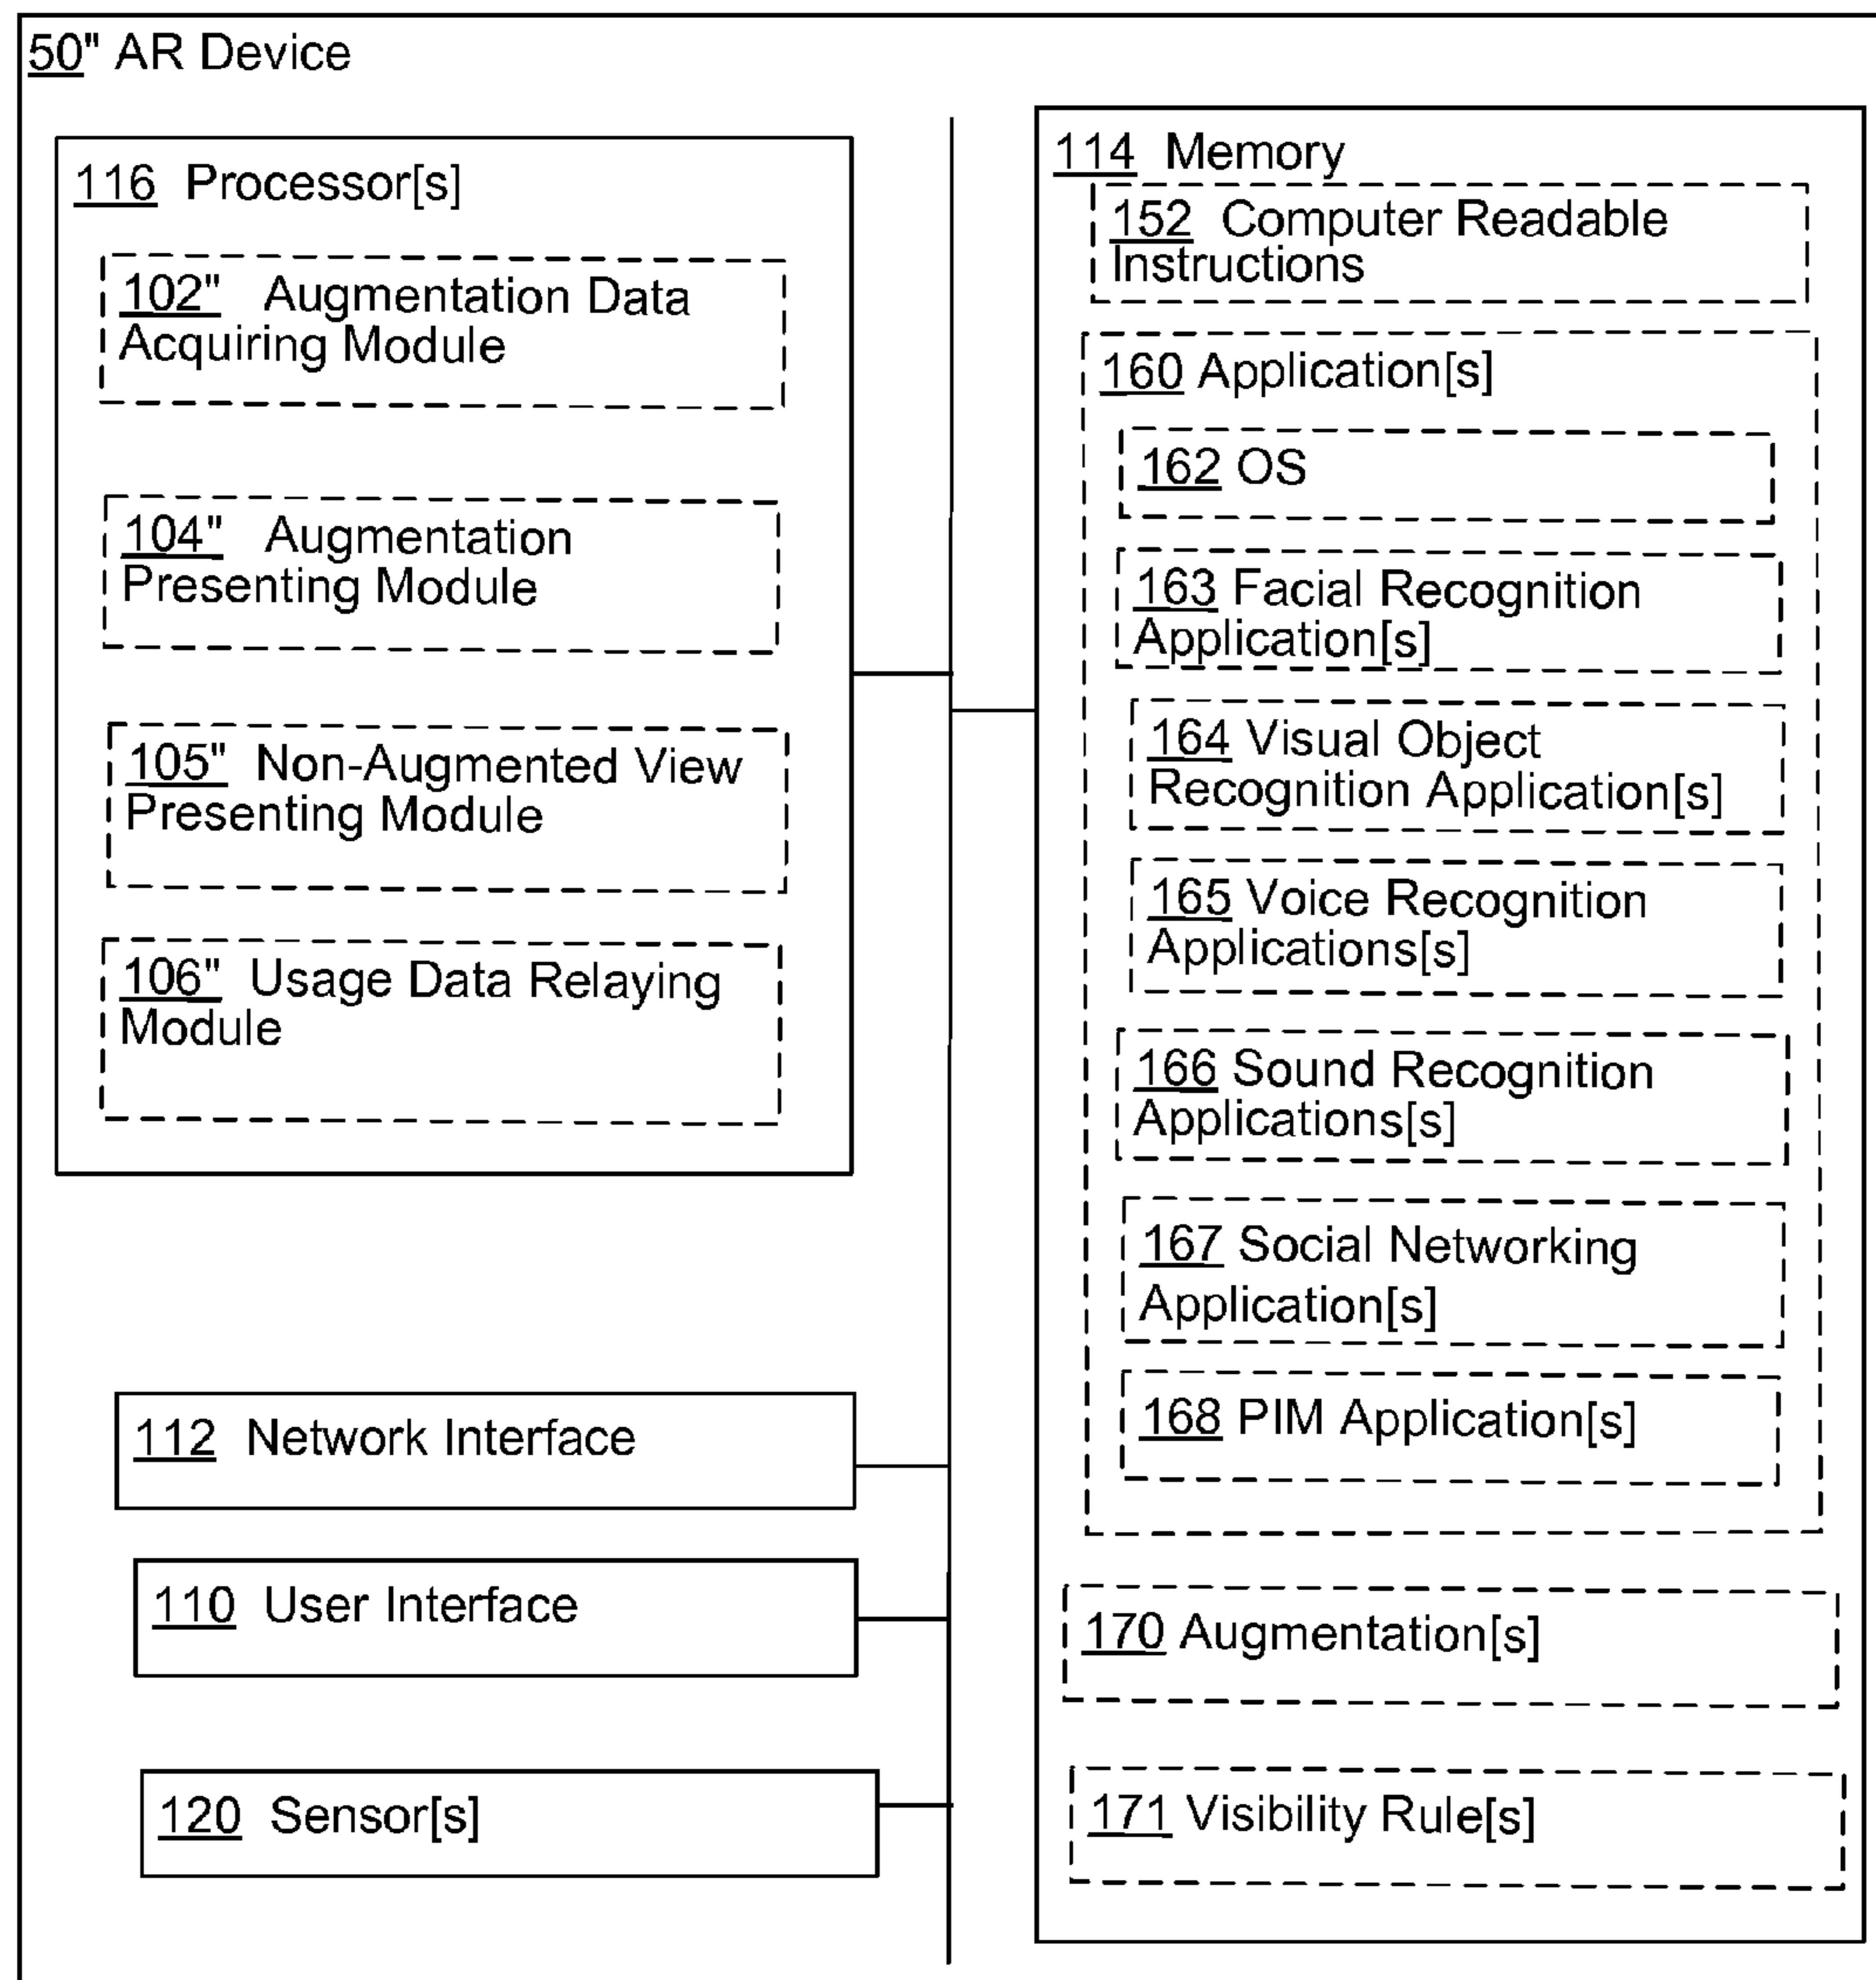 50" AR Device
116 Processor[s]
102" Augmentation Data
Acquiring Module
104" Augmentation
Presenting Module
105" Non-Augmented View
Presenting Module
106" Usage Data Relaying
Module
112 Network Interface
110 User Interface
120 Sensor[s]
114 Memory
152 Computer Readable
Instructions
160 Application[s]
162 OS
163 Facial Recognition
Application[s]
164 Visual Object
Recognition Application[s]
165 Voice Recognition
Applications[s]
166 Sound Recognition
Applications[s]
167 Social Networking
Application[s]
168 PIM Application[s]
170 Augmentation[s]
171 Visibility Rule[s]